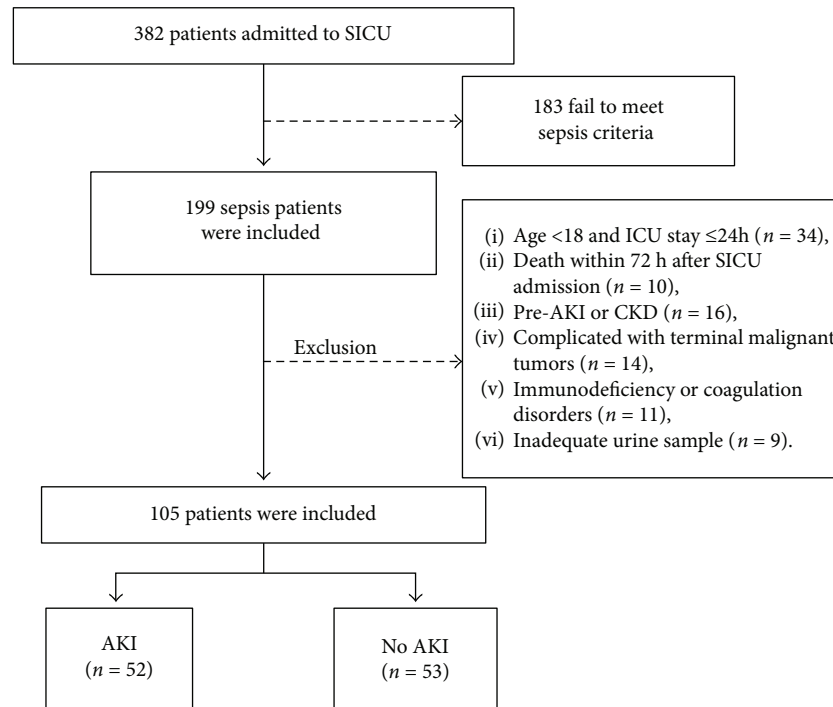 382 patients admitted to SICU
183 fail to meet
sepsis criteria
199 sepsis patients
were included
Exclusion
(i) Age <18 and ICU stay ≤24h (n = 34),
(ii) Death within 72 h after SICU
admission (n = 10),
(iii) Pre-AKI or CKD (n = 16),
(iv) Complicated with terminal malignant
tumors (n = 14),
(v) Immunodeficiency or coagulation
disorders (n = 11),
(vi) Inadequate urine sample (n = 9).
105 patients were included
AKI
(n = 52)
No AKI
(n = 53)